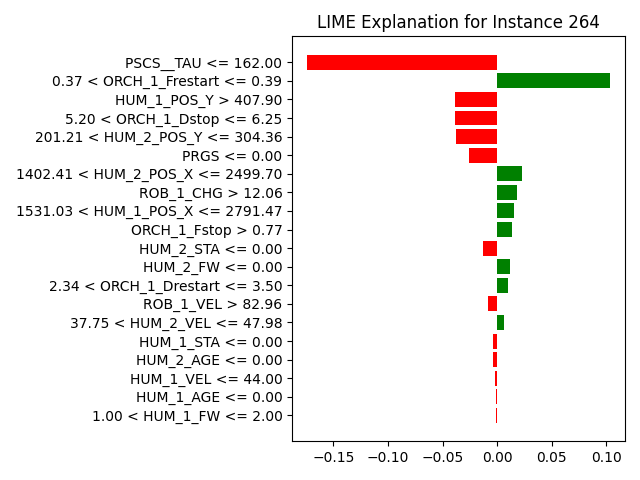 LIME Explanation for Instance 264
PSCS__TAU <= 162.00
0.37 < ORCH_1_Frestart <= 0.39
HUM_1_POS_Y > 407.90
5.20 < ORCH_1_Dstop <= 6.25
201.21 < HUM_2_POS_Y <= 304.36
PRGS <= 0.00
1402.41 < HUM_2_POS_X <= 2499.70
ROB_1_CHG > 12.06
1531.03 < HUM_1_POS_X <= 2791.47
ORCH_1_Fstop > 0.77
HUM_2_STA <= 0.00
HUM_2_FW <= 0.00
2.34 < ORCH_1_Drestart <= 3.50
ROB_1_VEL > 82.96
37.75 < HUM_2_VEL <= 47.98
HUM_1_STA <= 0.00
HUM_2_AGE <= 0.00
HUM_1_VEL <= 44.00
HUM_1_AGE <= 0.00
1.00 < HUM_1_FW <= 2.00
−0.15 −0.10 −0.05 0.00 0.05 0.10